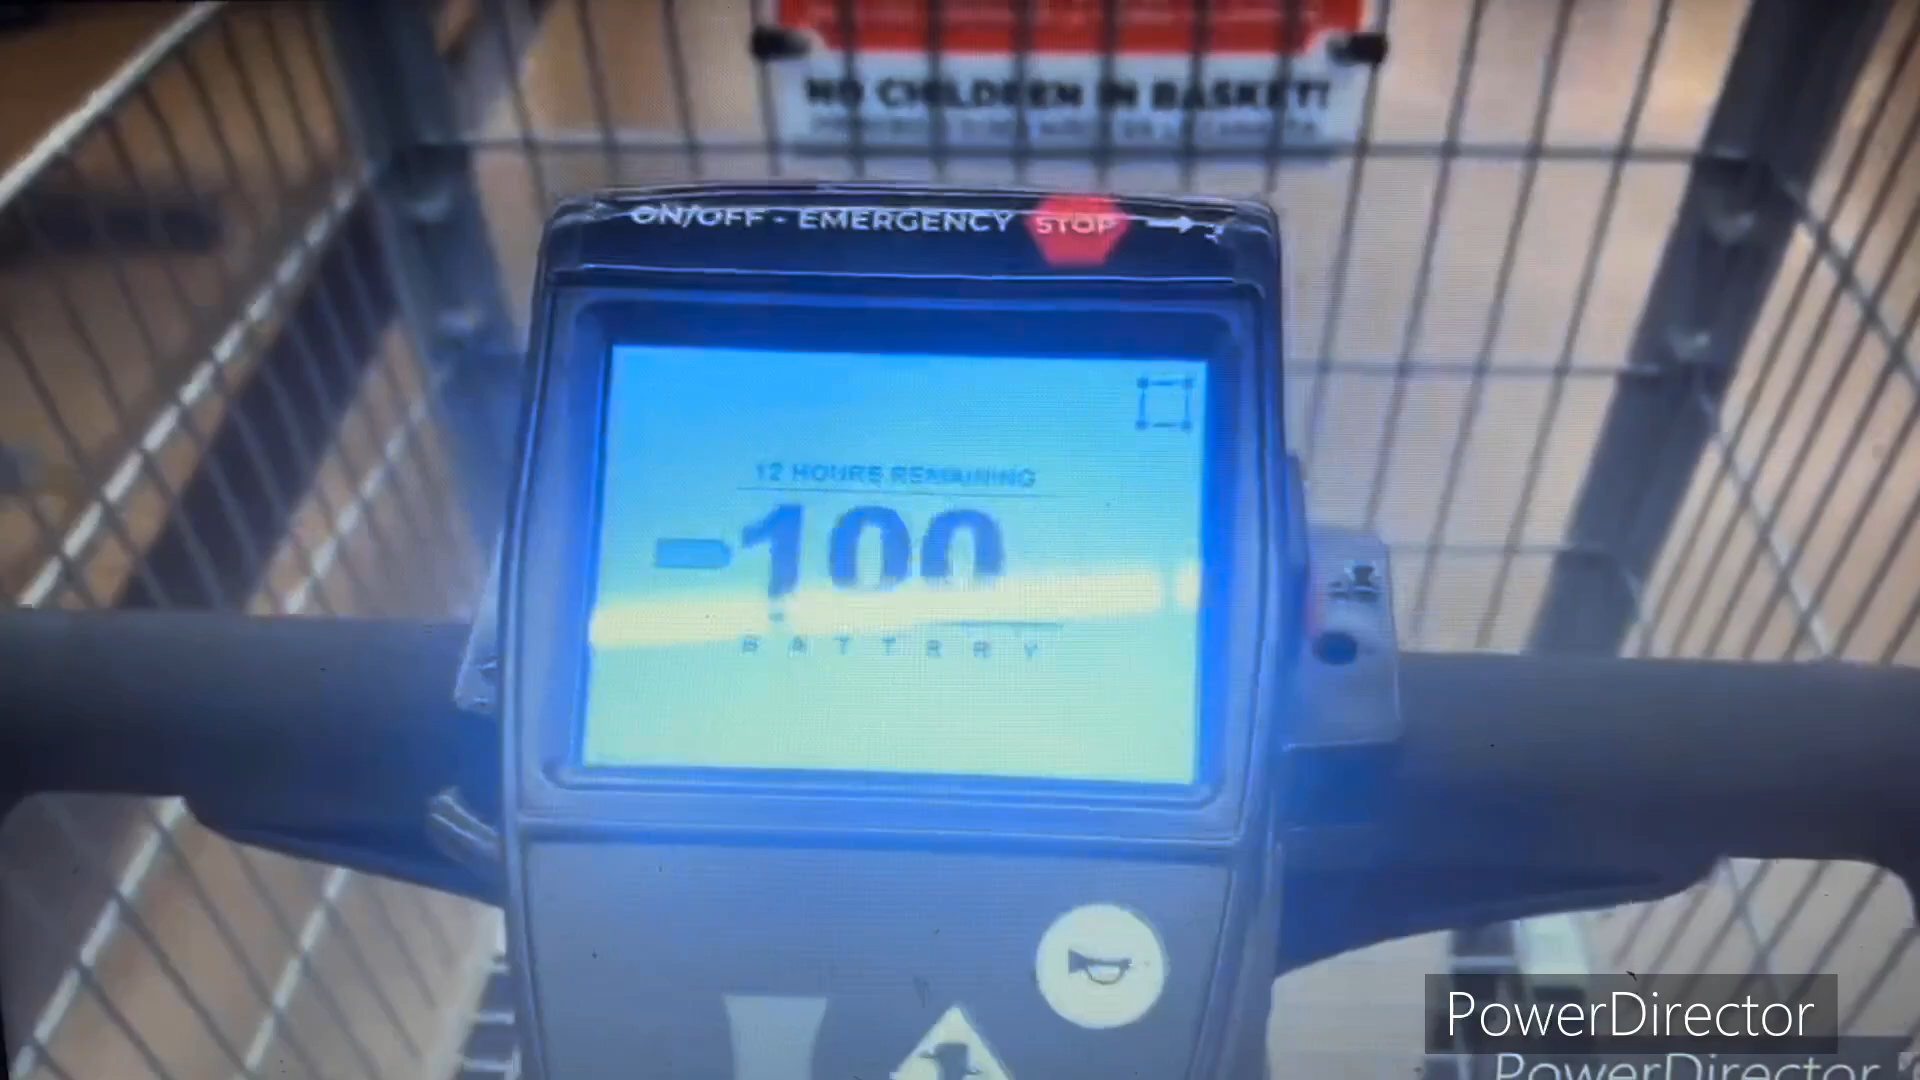 NO CHILDREN IN BASKET!
ON/OFF - EMERGENCY STOP →
12 HOURS REMAINING
100
BATTERY
PowerDirector
PowerDirector